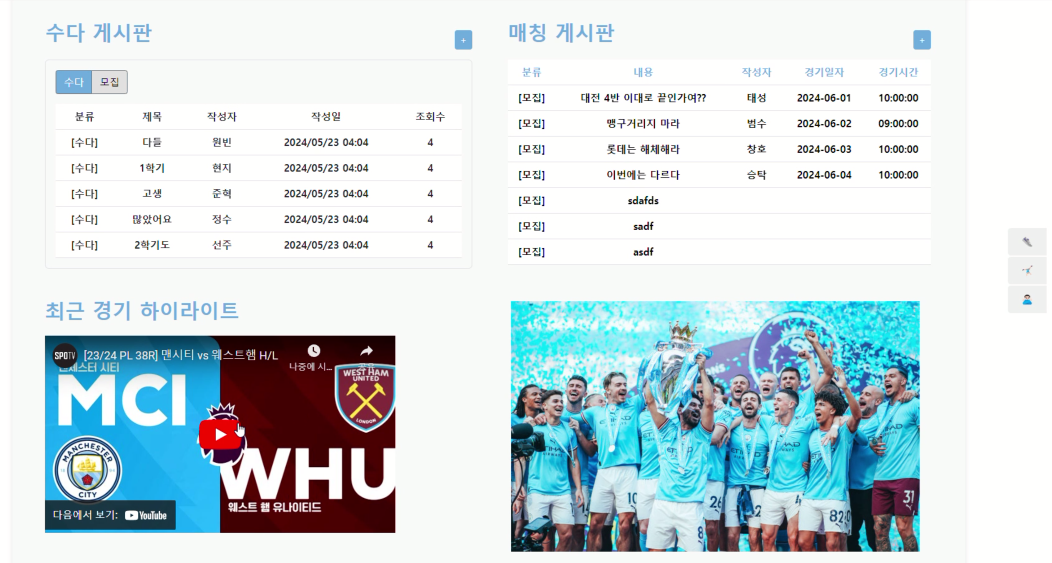 수다 게시판
+
수다 모집
분류 제목 작성자 작성일 조회수
[수다] 다들 원빈 2024/05/23 04:04 4
[수다] 1학기 현지 2024/05/23 04:04 4
[수다] 고생 준혁 2024/05/23 04:04 4
[수다] 많았어요 정수 2024/05/23 04:04 4
[수다] 2학기도 선주 2024/05/23 04:04 4
매칭 게시판
+
분류 내용 작성자 경기일자 경기시간
[모집] 대전 4반 이대로 끝인가여?? 태성 2024-06-01 10:00:00
[모집] 맹구거리지 마라 범수 2024-06-02 09:00:00
[모집] 롯데는 해체해라 창호 2024-06-03 10:00:00
[모집] 이번에는 다르다 승탁 2024-06-04 10:00:00
[모집] sdafds
[모집] sadf
[모집] asdf
최근 경기 하이라이트
SPOTV [23/24 PL 38R] 맨시티 vs 웨스트햄 H/L
나중에 시...
맨체스터 시티
MCI
WEST HAM
UNITED
LONDON
MANCHESTER
CITY
WHU
웨스트 햄 유나이티드
다음에서 보기: YouTube
10
26
8
82
31